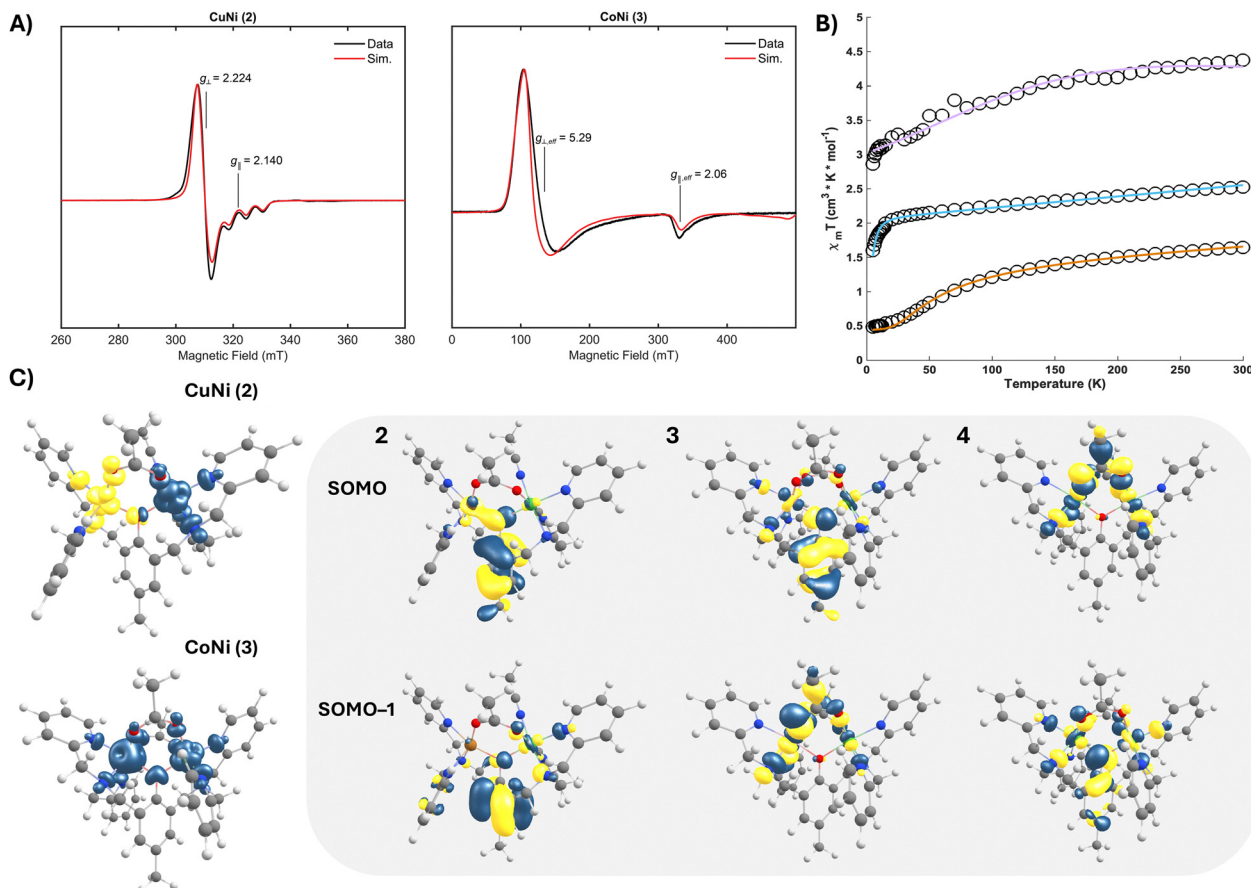 A)
CuNi (2)
Data
Sim.
g⊥ = 2.224
g∥ = 2.140
260
280
300
320
340
360
380
Magnetic Field (mT)
CoNi (3)
Data
Sim.
g⊥,eff = 5.29
g∥,eff = 2.06
0
100
200
300
400
Magnetic Field (mT)
B)
χmT (cm3 * K * mol-1)
5
4.5
4
3.5
3
2.5
2
1.5
1
0.5
0
0
50
100
150
200
250
300
Temperature (K)
C)
CuNi (2)
CoNi (3)
2
3
4
SOMO
SOMO–1